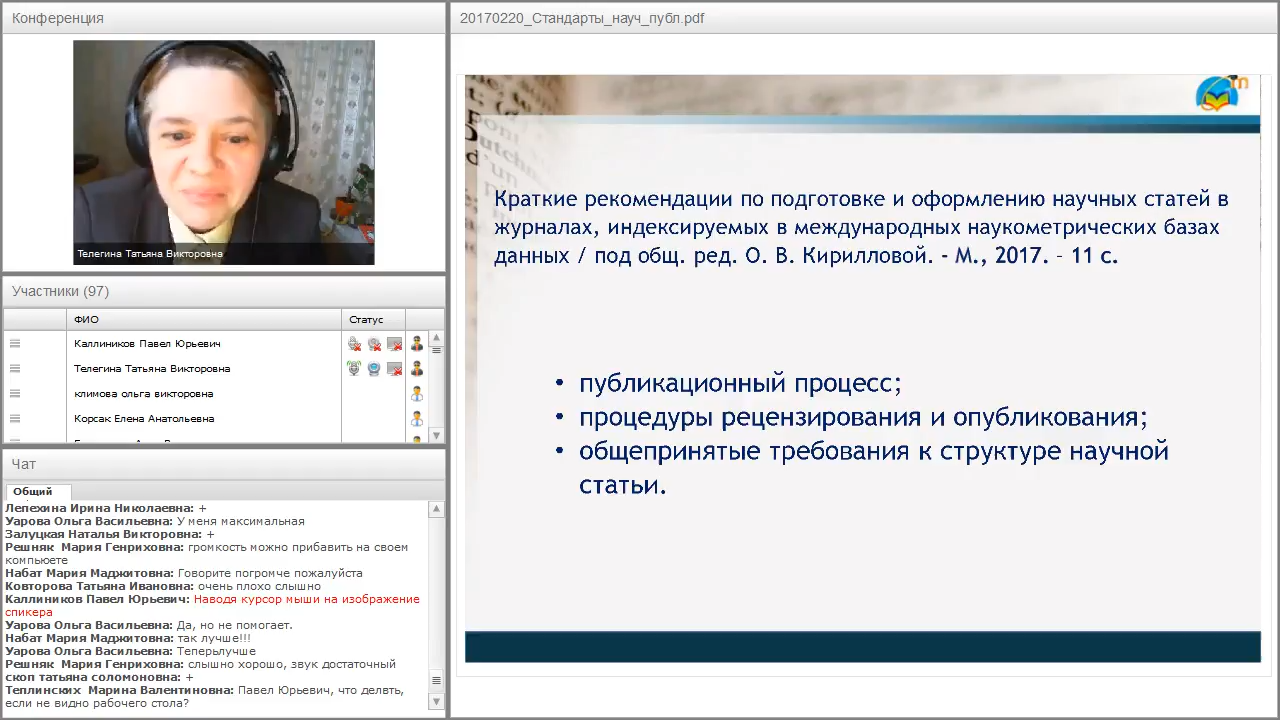 Конференция
Телегина Татьяна Викторовна
Участники (97)
ФИО Статус
Каллиников Павел Юрьевич
Телегина Татьяна Викторовна
климова ольга викторовна
Корсак Елена Анатольевна
Чат
Общий
Лепехина Ирина Николаевна: +
Уарова Ольга Васильевна: У меня максимальная
Залуцкая Наталья Викторовна: +
Решняк Мария Генриховна: громкость можно прибавить на своем
компьюете
Набат Мария Маджитовна: Говорите погромче пожалуйста
Ковторова Татьяна Ивановна: очень плохо слышно
Каллиников Павел Юрьевич: Наводя курсор мыши на изображение
спикера
Уарова Ольга Васильевна: Да, но не помогает.
Набат Мария Маджитовна: так лучше!!!
Уарова Ольга Васильевна: Теперьлучше
Решняк Мария Генриховна: слышно хорошо, звук достаточный
скоп татьяна соломоновна: +
Теплинских Марина Валентиновна: Павел Юрьевич, что делвть,
если не видно рабочего стола?
20170220_Стандарты_науч_публ.pdf
Краткие рекомендации по подготовке и оформлению научных статей в
журналах, индексируемых в международных наукометрических базах
данных / под общ. ред. О. В. Кирилловой. - М., 2017. – 11 с.
• публикационный процесс;
• процедуры рецензирования и опубликования;
• общепринятые требования к структуре научной
статьи.